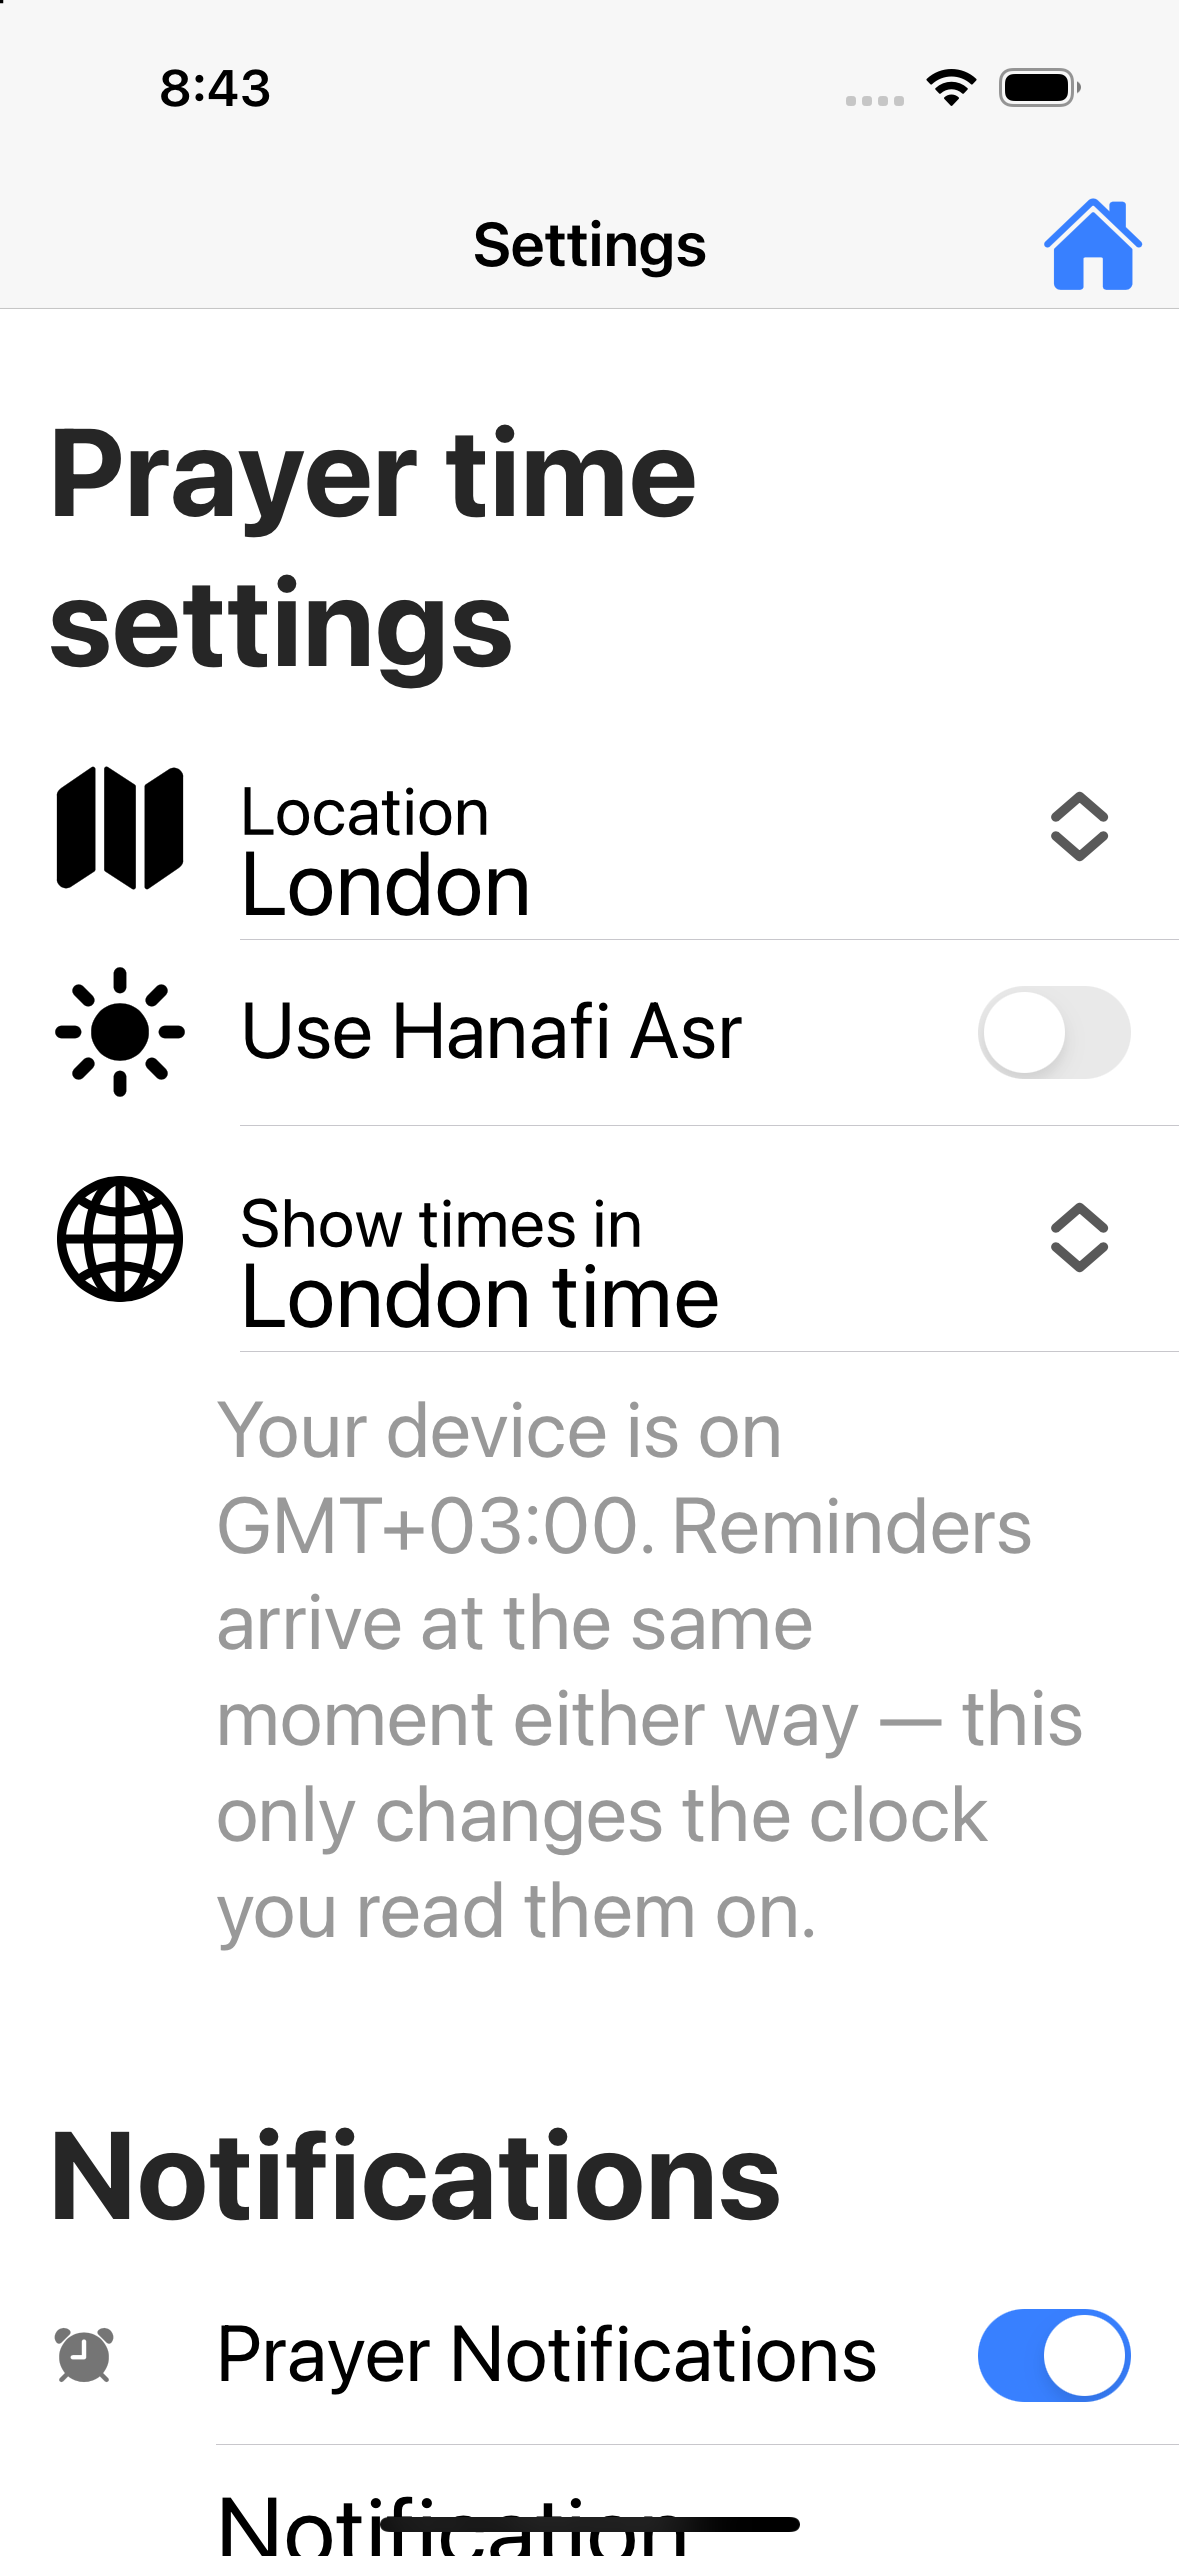 8:43
Settings
Prayer time
settings
Location
London
Use Hanafi Asr
Show times in
London time
Your device is on
GMT+03:00. Reminders
arrive at the same
moment either way — this
only changes the clock
you read them on.
Notifications
Prayer Notifications
Notification